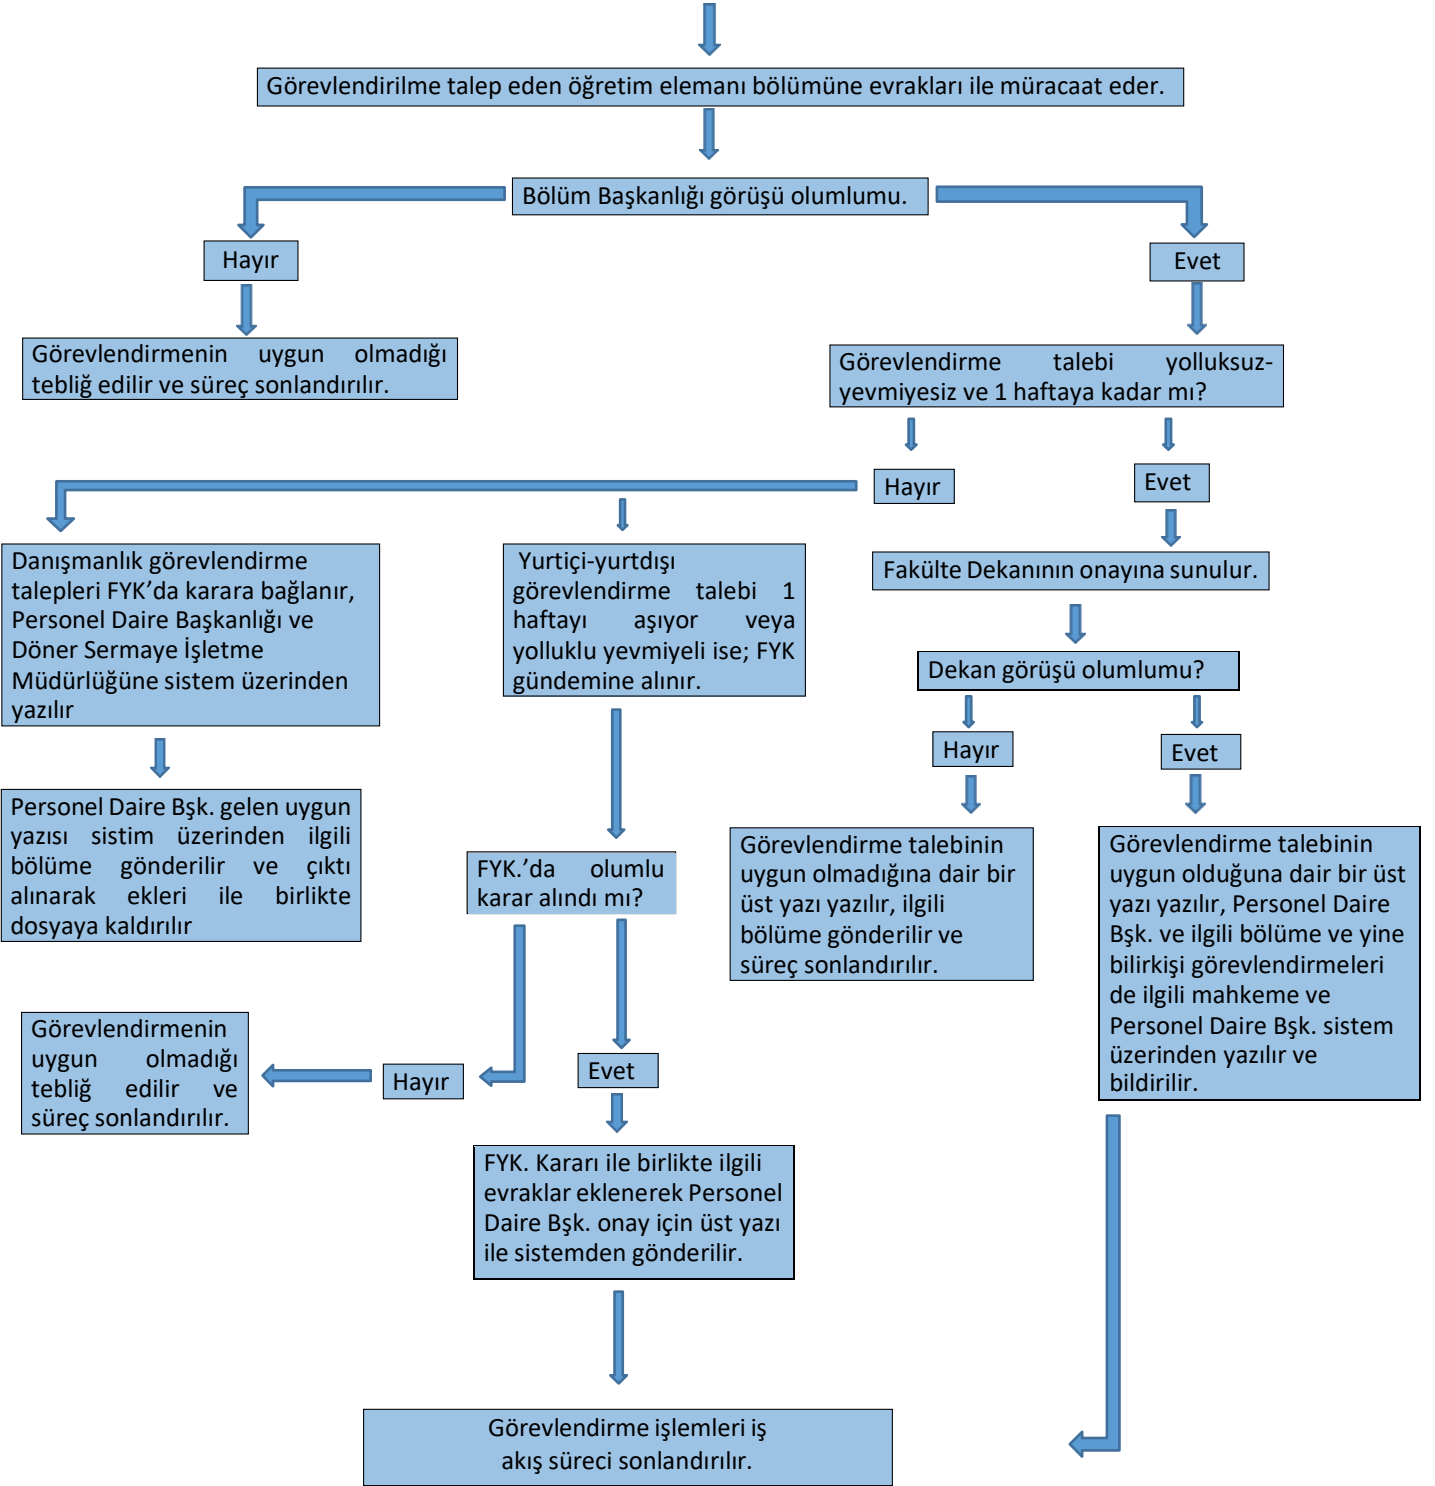 Görevlendirilme talep eden öğretim elemanı bölümüne evrakları ile müracaat eder.
Bölüm Başkanlığı görüşü olumlumu.
Hayır
Evet
Görevlendirmenin uygun olmadığı
tebliğ edilir ve süreç sonlandırılır.
Görevlendirme talebi yolluksuz-
yevmiyesiz ve 1 haftaya kadar mı?
Hayır
Evet
Danışmanlık görevlendirme
talepleri FYK’da karara bağlanır,
Personel Daire Başkanlığı ve
Döner Sermaye İşletme
Müdürlüğüne sistem üzerinden
yazılır
Yurtiçi-yurtdışı
görevlendirme talebi 1
haftayı aşıyor veya
yolluklu yevmiyeli ise; FYK
gündemine alınır.
Fakülte Dekanının onayına sunulur.
Dekan görüşü olumlumu?
Hayır
Evet
Personel Daire Bşk. gelen uygun
yazısı sistim üzerinden ilgili
bölüme gönderilir ve çıktı
alınarak ekleri ile birlikte
dosyaya kaldırılır
FYK.’da olumlu
karar alındı mı?
Görevlendirme talebinin
uygun olmadığına dair bir
üst yazı yazılır, ilgili
bölüme gönderilir ve
süreç sonlandırılır.
Görevlendirme talebinin
uygun olduğuna dair bir üst
yazı yazılır, Personel Daire
Bşk. ve ilgili bölüme ve yine
bilirkişi görevlendirmeleri
de ilgili mahkeme ve
Personel Daire Bşk. sistem
üzerinden yazılır ve
bildirilir.
Görevlendirmenin
uygun olmadığı
tebliğ edilir ve
süreç sonlandırılır.
Hayır
Evet
FYK. Kararı ile birlikte ilgili
evraklar eklenerek Personel
Daire Bşk. onay için üst yazı
ile sistemden gönderilir.
Görevlendirme işlemleri iş
akış süreci sonlandırılır.